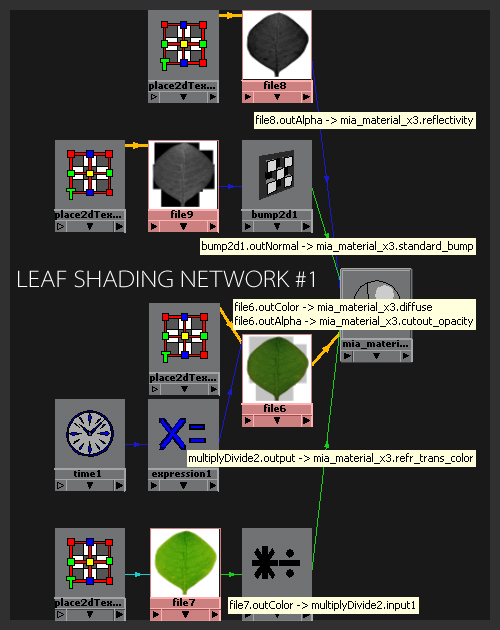 place2dTex...
file8
file8.outAlpha -> mia_material_x3.reflectivity
place2dTex...
file9
bump2d1
bump2d1.outNormal -> mia_material_x3.standard_bump
LEAF SHADING NETWORK #1
file6.outColor -> mia_material_x3.diffuse
file6.outAlpha -> mia_material_x3.cutout_opacity
mia_materi...
place2dTex...
file6
X=
multiplyDivide2.output -> mia_material_x3.refr_trans_color
time1
expression1
place2dTex...
file7
file7.outColor -> multiplyDivide2.input1